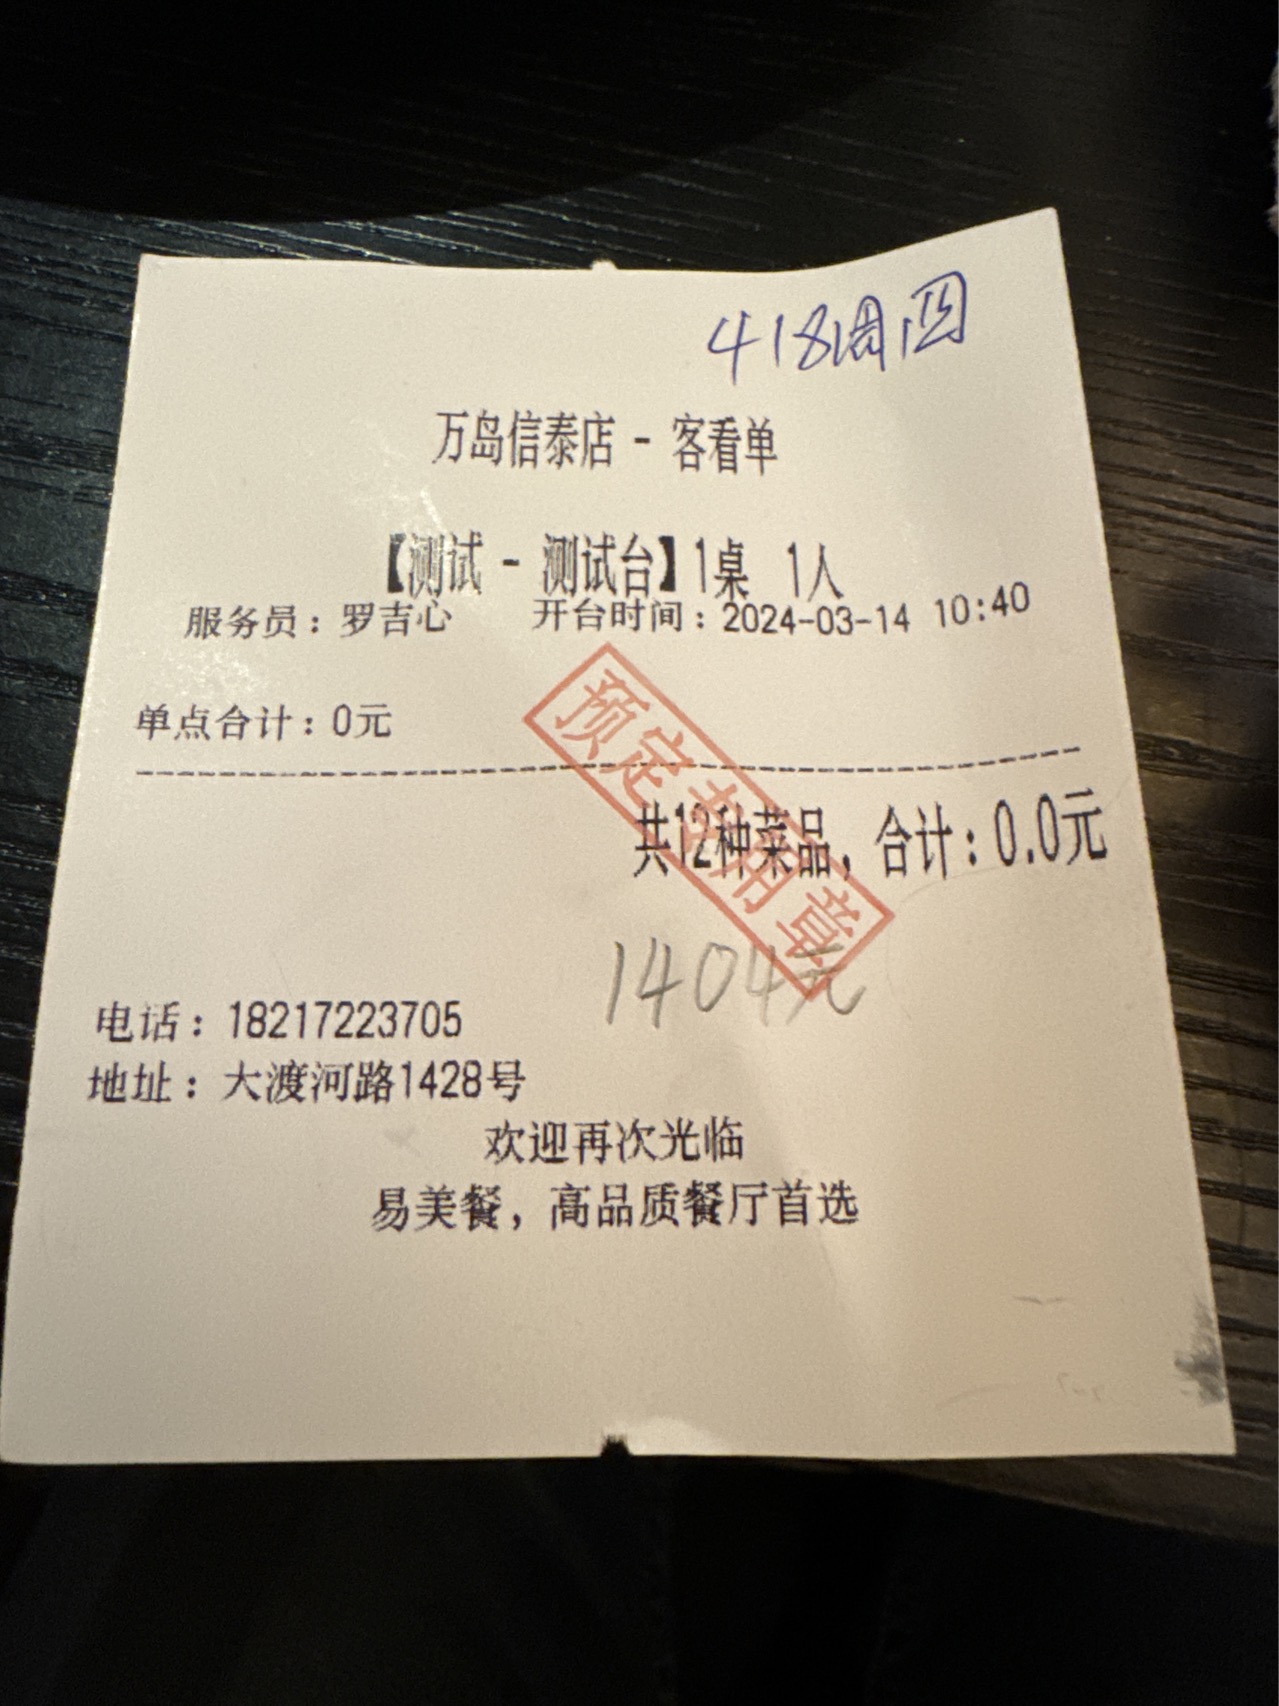 418周四
万岛信泰店 - 客看单
【测试 - 测试台】1桌 1人
服务员：罗吉心 开台时间：2024-03-14 10:40
单点合计：0元
预定专用章
共12种菜品，合计：0.0元
1404元
电话：18217223705
地址：大渡河路1428号
欢迎再次光临
易美餐，高品质餐厅首选